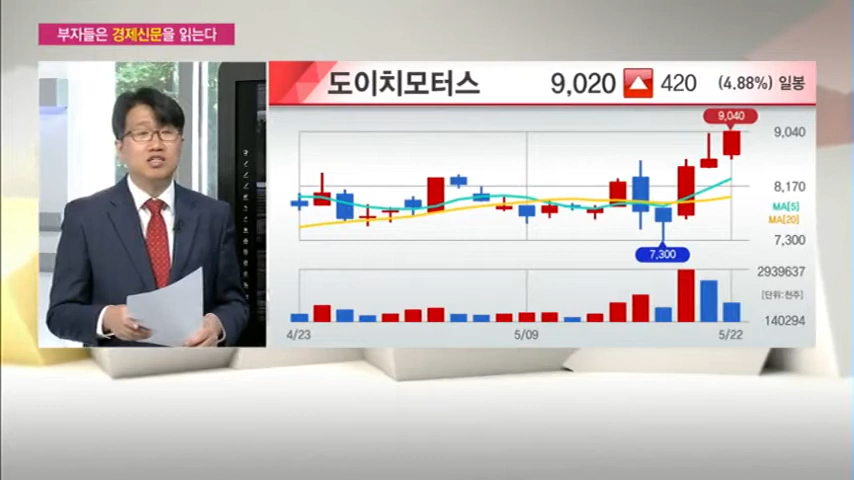 부자들은 경제신문을 읽는다
도이치모터스 9,020 420 (4.88%) 일봉
9,040
9,040
8,170
MA[5]
MA[20]
7,300
7,300
2939637
[단위:천주]
140294
4/23 5/09 5/22